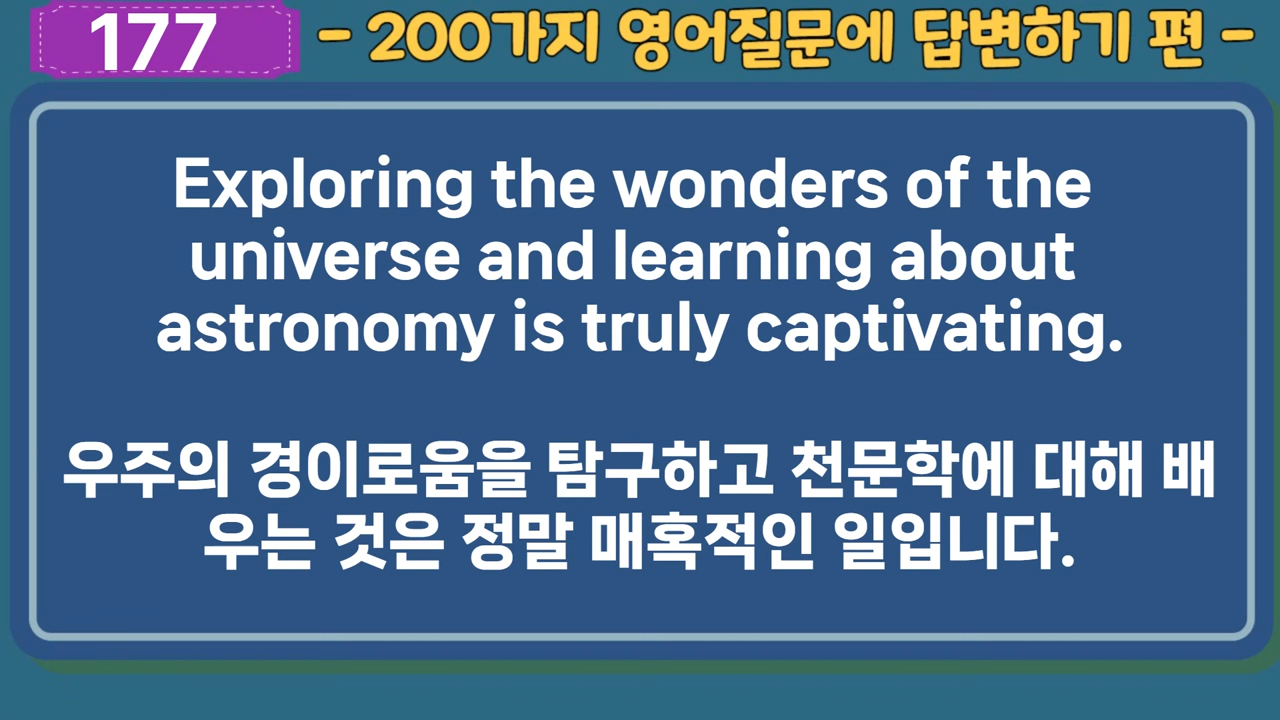 177
- 200가지 영어질문에 답변하기 편 -
Exploring the wonders of the
universe and learning about
astronomy is truly captivating.
우주의 경이로움을 탐구하고 천문학에 대해 배
우는 것은 정말 매혹적인 일입니다.